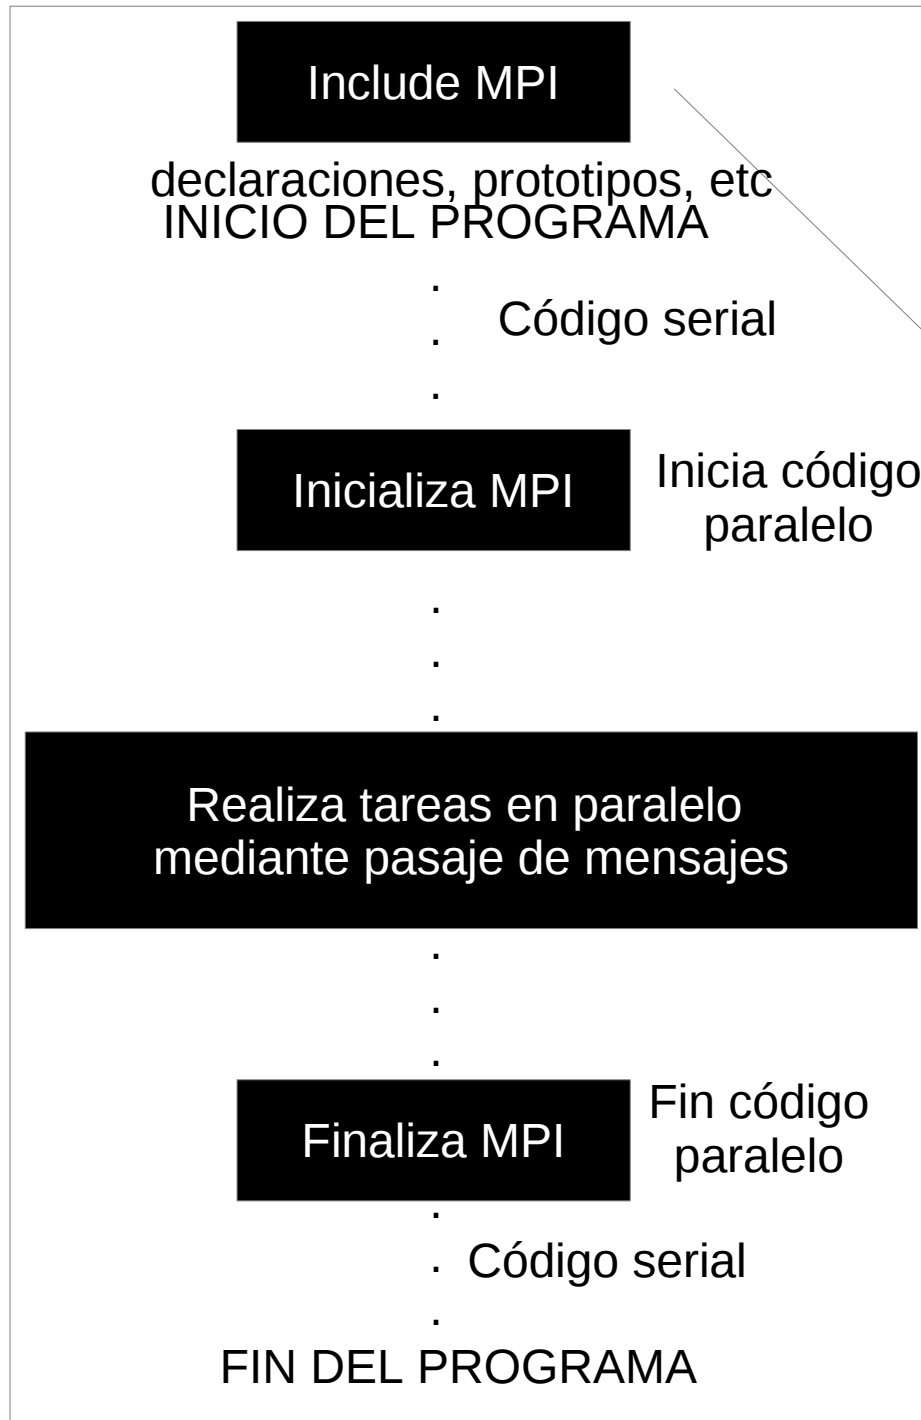 Include MPI
declaraciones, prototipos, etc
INICIO DEL PROGRAMA
.
. Código serial
.
Inicializa MPI
Inicia código
paralelo
.
.
.
Realiza tareas en paralelo
mediante pasaje de mensajes
.
.
.
Finaliza MPI
Fin código
paralelo
.
. Código serial
.
FIN DEL PROGRAMA